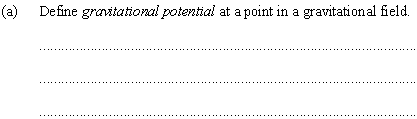 (a) Define gravitational potential at a point in a gravitational field.